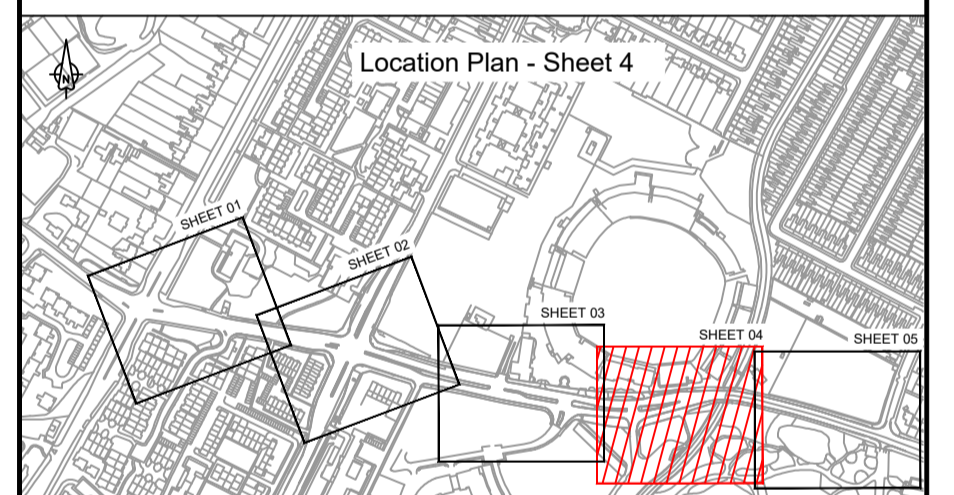 Location Plan - Sheet 4
N
SHEET 01
SHEET 02
SHEET 03
SHEET 04
SHEET 05